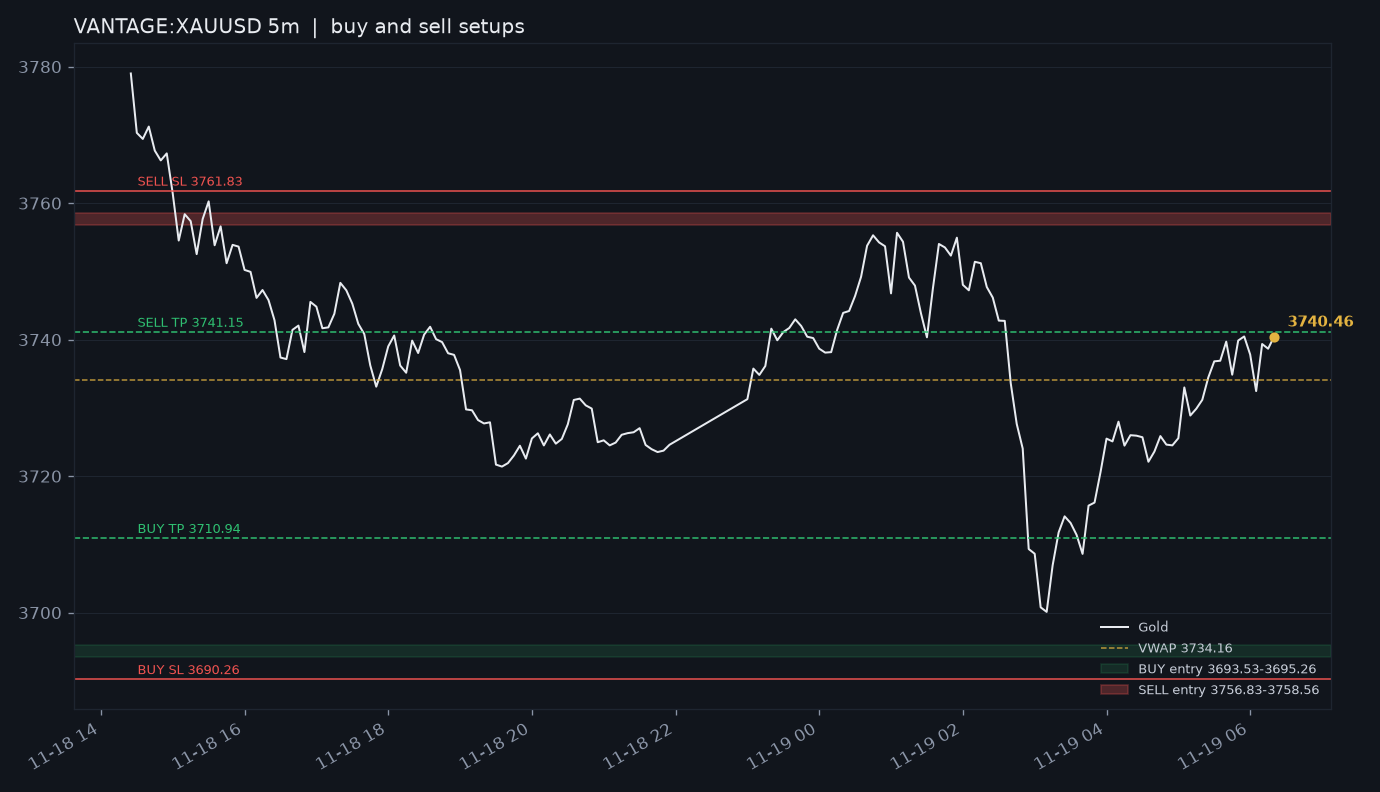 VANTAGE:XAUUSD 5m | buy and sell setups
3780
3760
3740
3720
3700
SELL SL 3761.83
SELL TP 3741.15
3740.46
BUY TP 3710.94
BUY SL 3690.26
Gold
VWAP 3734.16
BUY entry 3693.53-3695.26
SELL entry 3756.83-3758.56
11-18 14
11-18 16
11-18 18
11-18 20
11-18 22
11-19 00
11-19 02
11-19 04
11-19 06